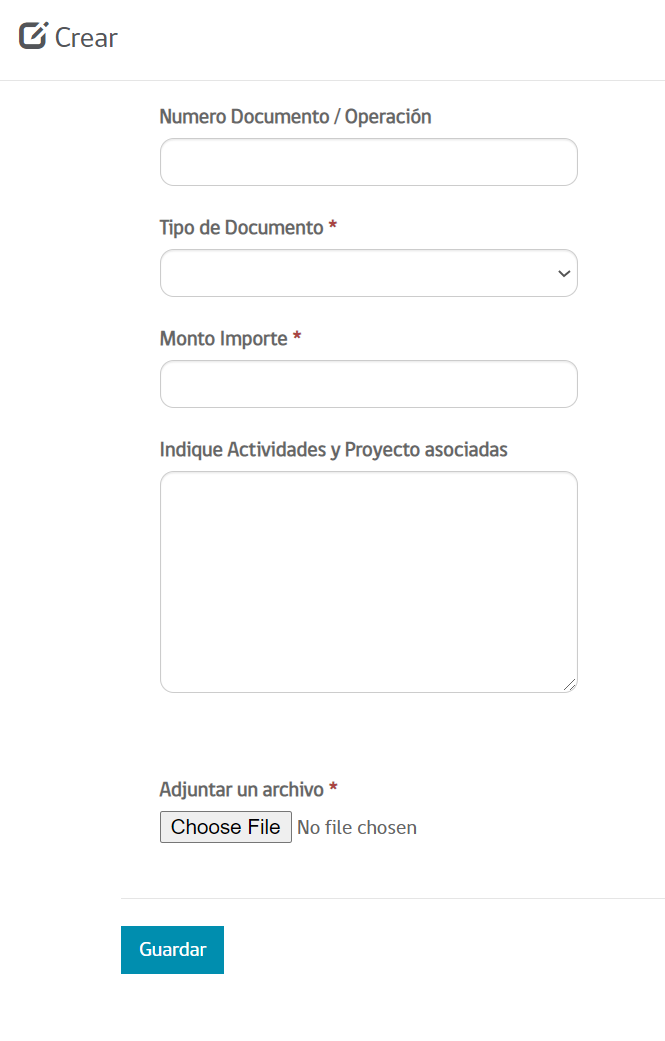 Crear
Numero Documento / Operación
Tipo de Documento *
Monto Importe *
Indique Actividades y Proyecto asociadas
Adjuntar un archivo *
Choose File No file chosen
Guardar